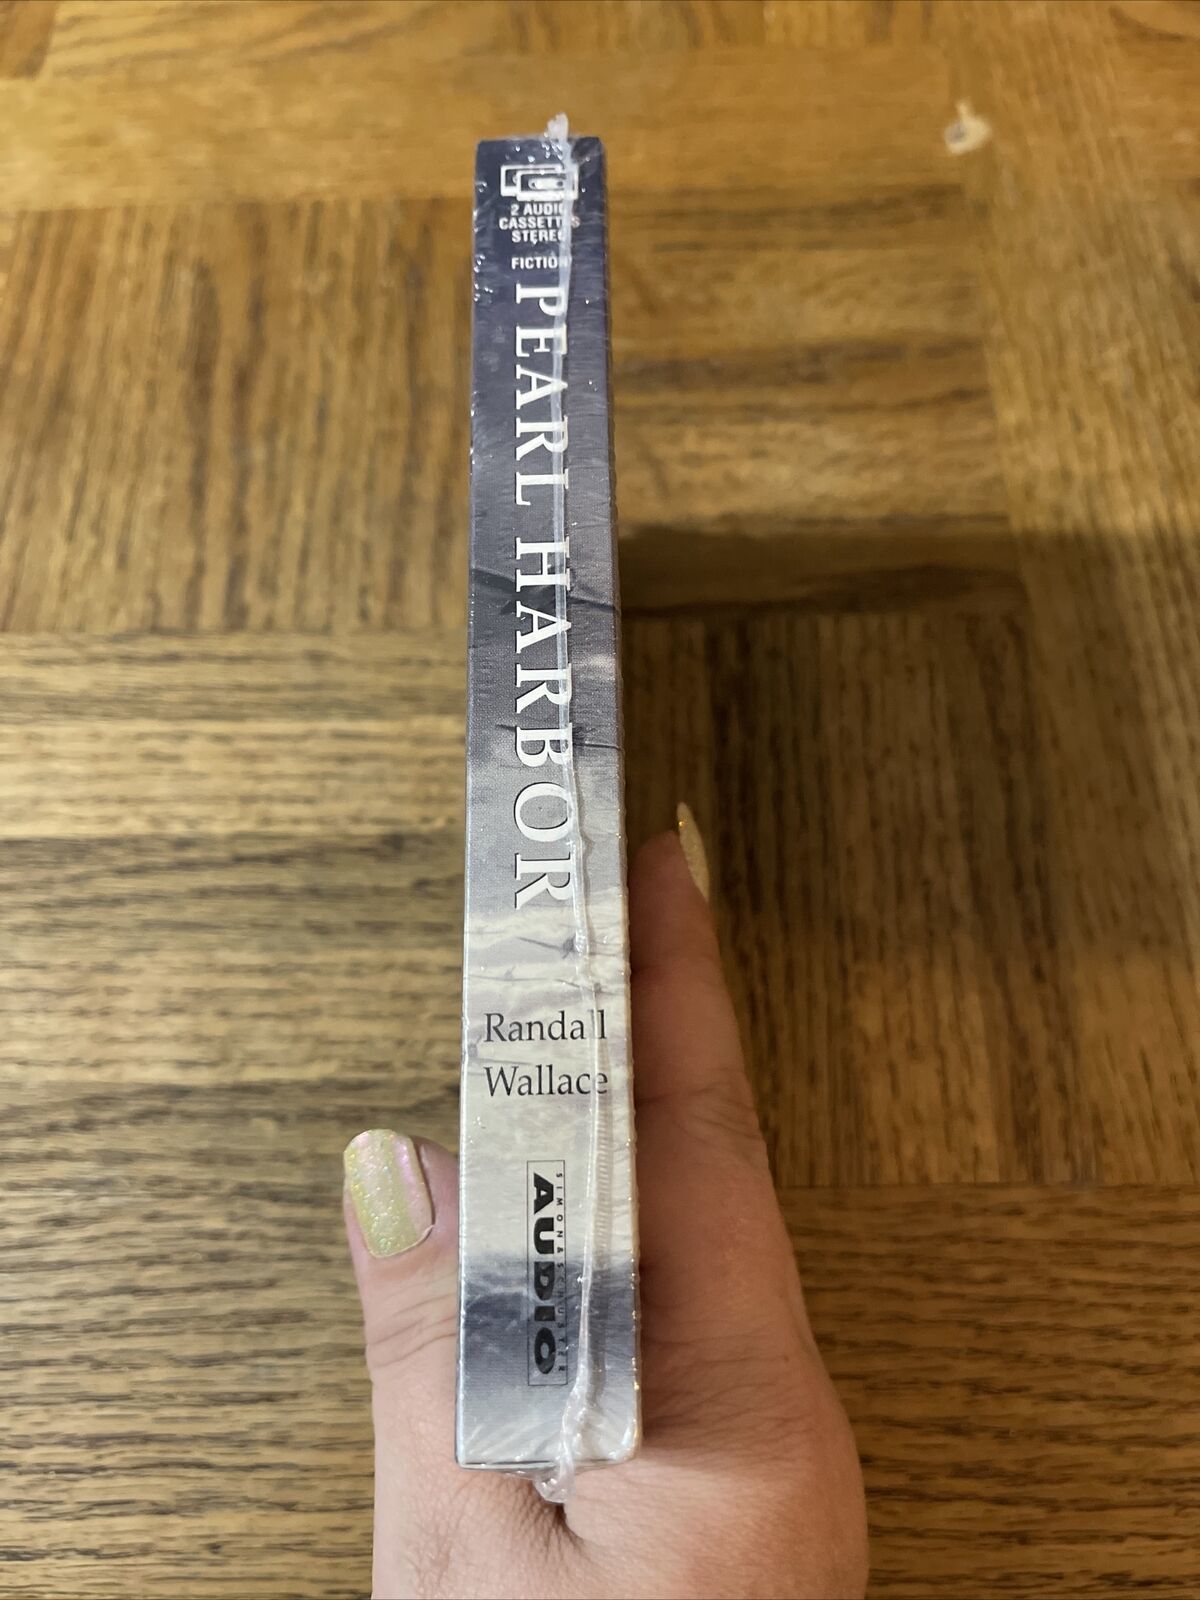 2 AUDIO
CASSETTES
STEREO
FICTION
PEARL HARBOR
Randall
Wallace
SIMON & SCHUSTER
AUDIO